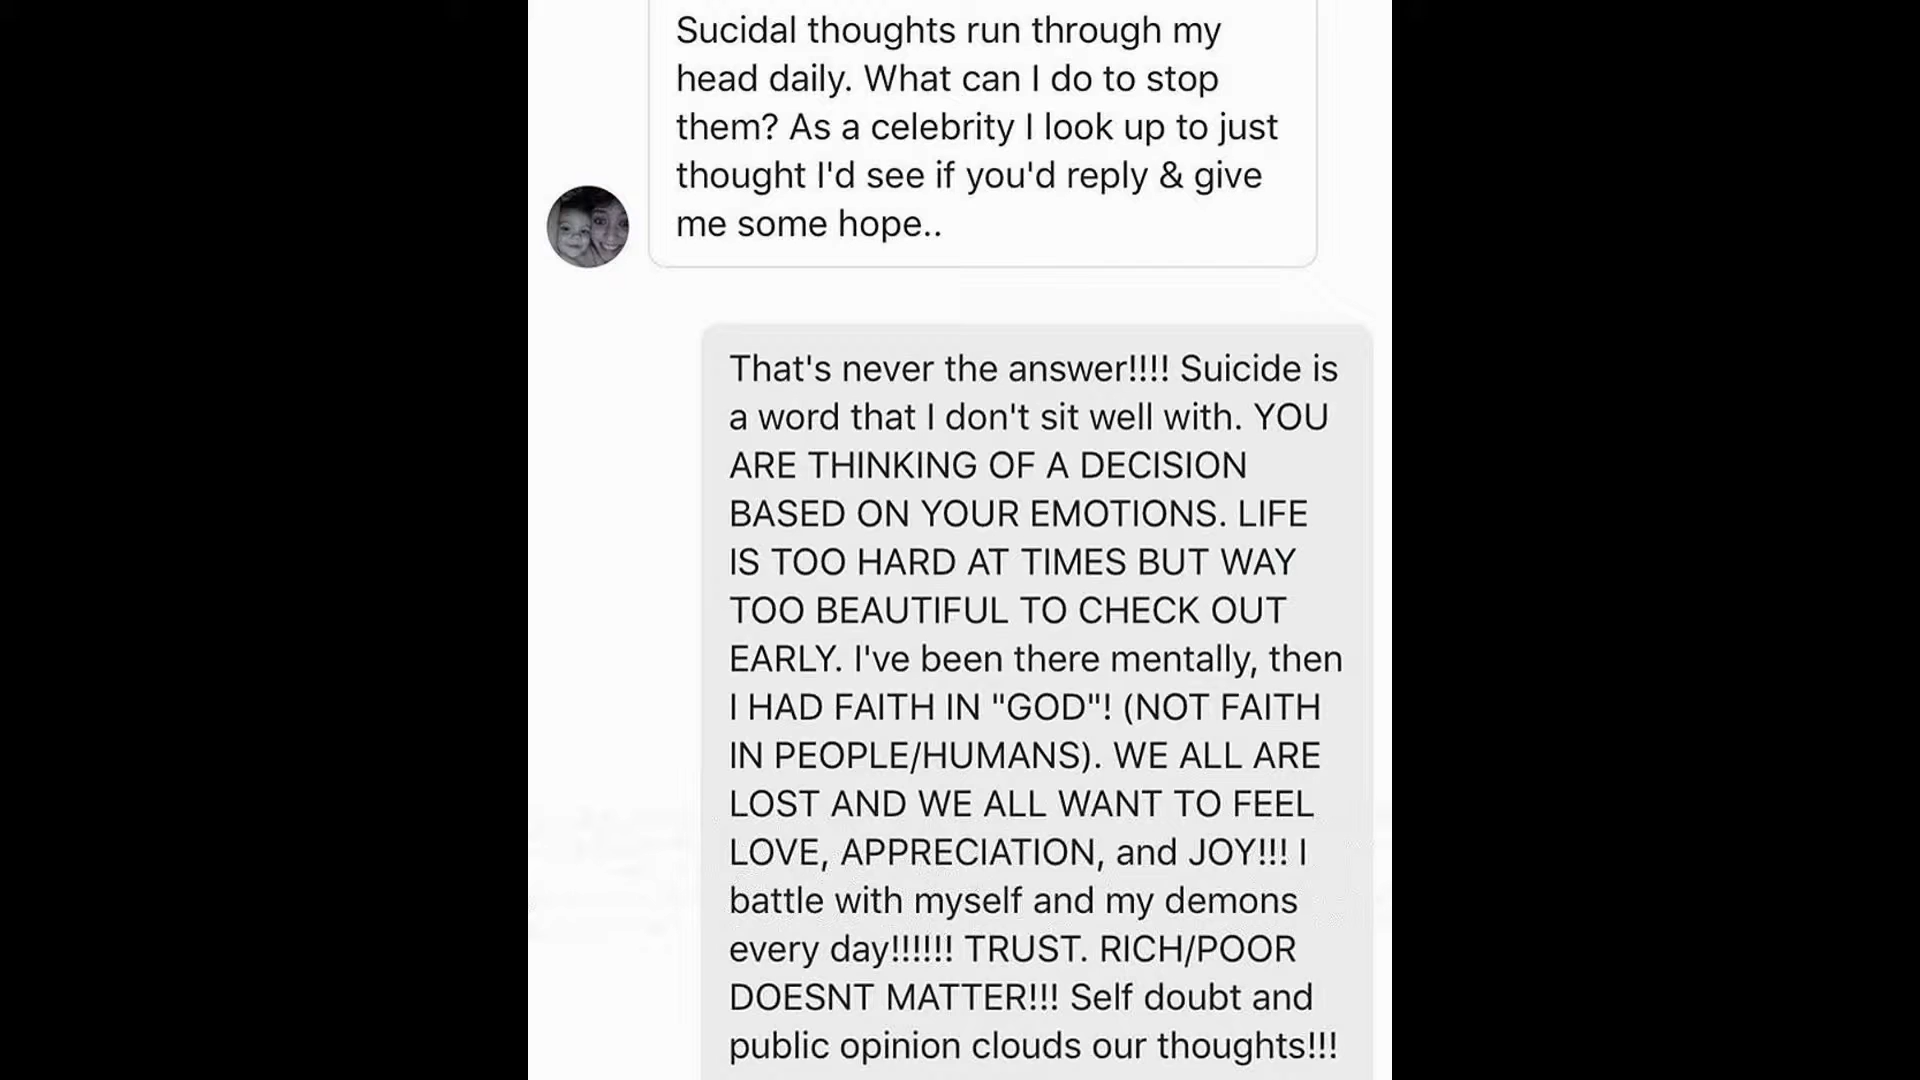 Sucidal thoughts run through my
head daily. What can I do to stop
them? As a celebrity I look up to just
thought I'd see if you'd reply & give
me some hope..
That's never the answer!!!! Suicide is
a word that I don't sit well with. YOU
ARE THINKING OF A DECISION
BASED ON YOUR EMOTIONS. LIFE
IS TOO HARD AT TIMES BUT WAY
TOO BEAUTIFUL TO CHECK OUT
EARLY. I've been there mentally, then
I HAD FAITH IN "GOD"! (NOT FAITH
IN PEOPLE/HUMANS). WE ALL ARE
LOST AND WE ALL WANT TO FEEL
LOVE, APPRECIATION, and JOY!!! I
battle with myself and my demons
every day!!!!!! TRUST. RICH/POOR
DOESNT MATTER!!! Self doubt and
public opinion clouds our thoughts!!!